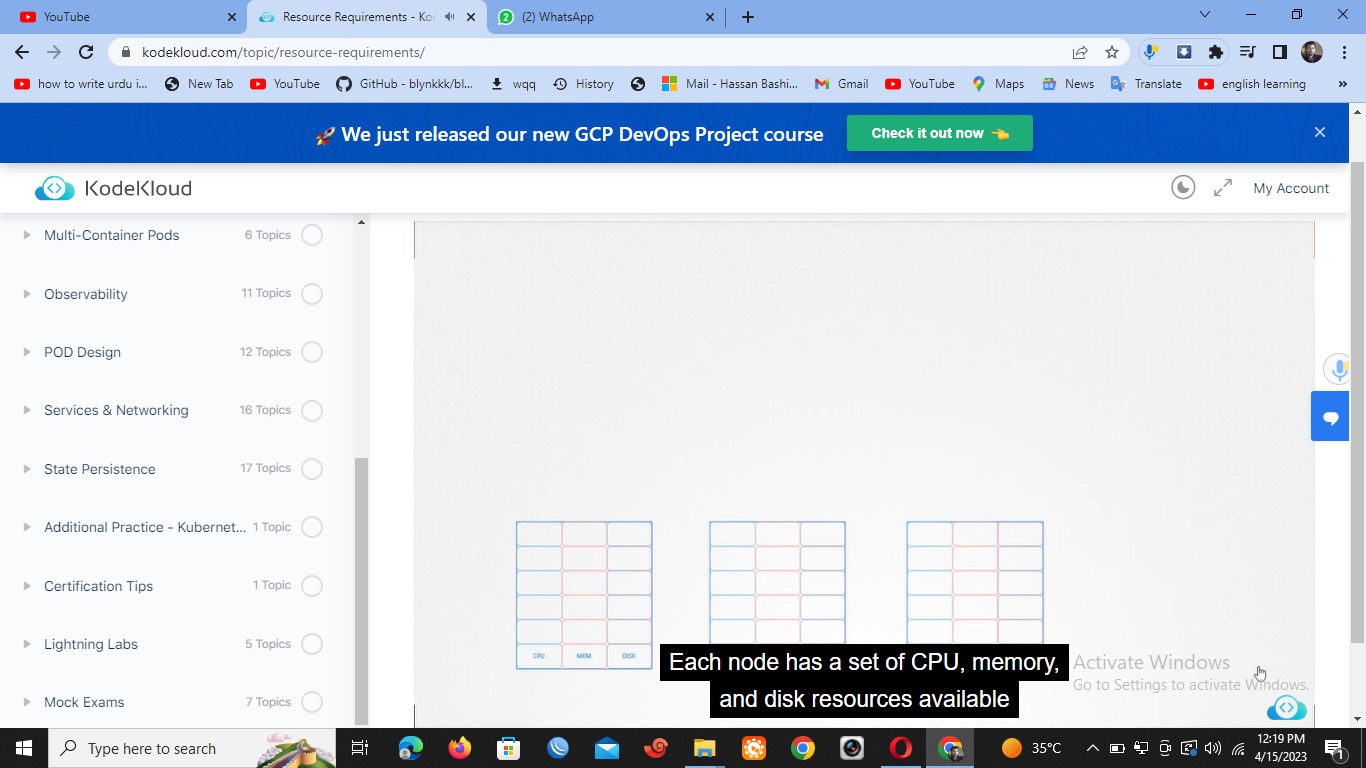 YouTube
Resource Requirements - Ko
(2) WhatsApp
kodekloud.com/topic/resource-requirements/
how to write urdu i...
New Tab
YouTube
GitHub - blynkkk/bl...
wqq
History
Mail - Hassan Bashi...
Gmail
YouTube
Maps
News
Translate
english learning
»
We just released our new GCP DevOps Project course
Check it out now
KodeKloud
My Account
Multi-Container Pods 6 Topics
Observability 11 Topics
POD Design 12 Topics
Services & Networking 16 Topics
State Persistence 17 Topics
Additional Practice - Kubernet... 1 Topic
Certification Tips 1 Topic
Lightning Labs 5 Topics
Mock Exams 7 Topics
CPU MEM DISK
Each node has a set of CPU, memory,
and disk resources available
Activate Windows
Go to Settings to activate Windows.
Type here to search
35°C
12:19 PM
4/15/2023
1